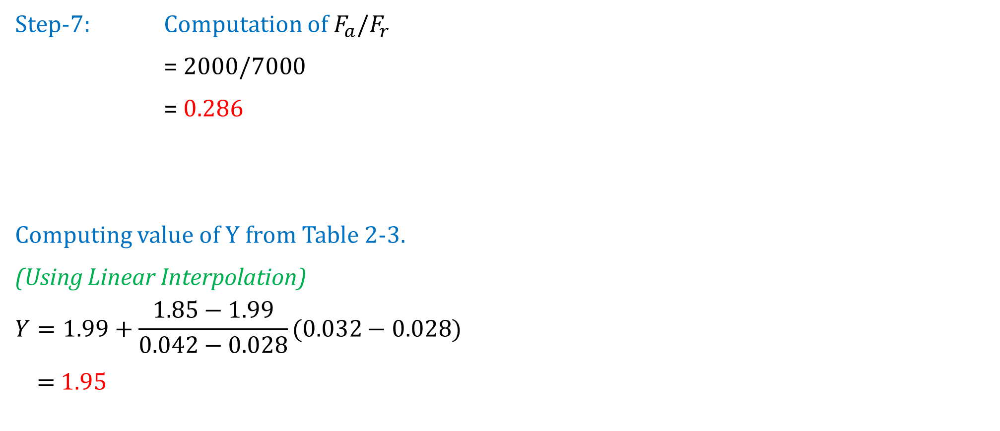 Step-7: Computation of F_a/F_r
= 2000/7000
= 0.286
Computing value of Y from Table 2-3.
(Using Linear Interpolation)
Y = 1.99 + \frac{1.85 − 1.99}{0.042 − 0.028} (0.032 − 0.028)
= 1.95